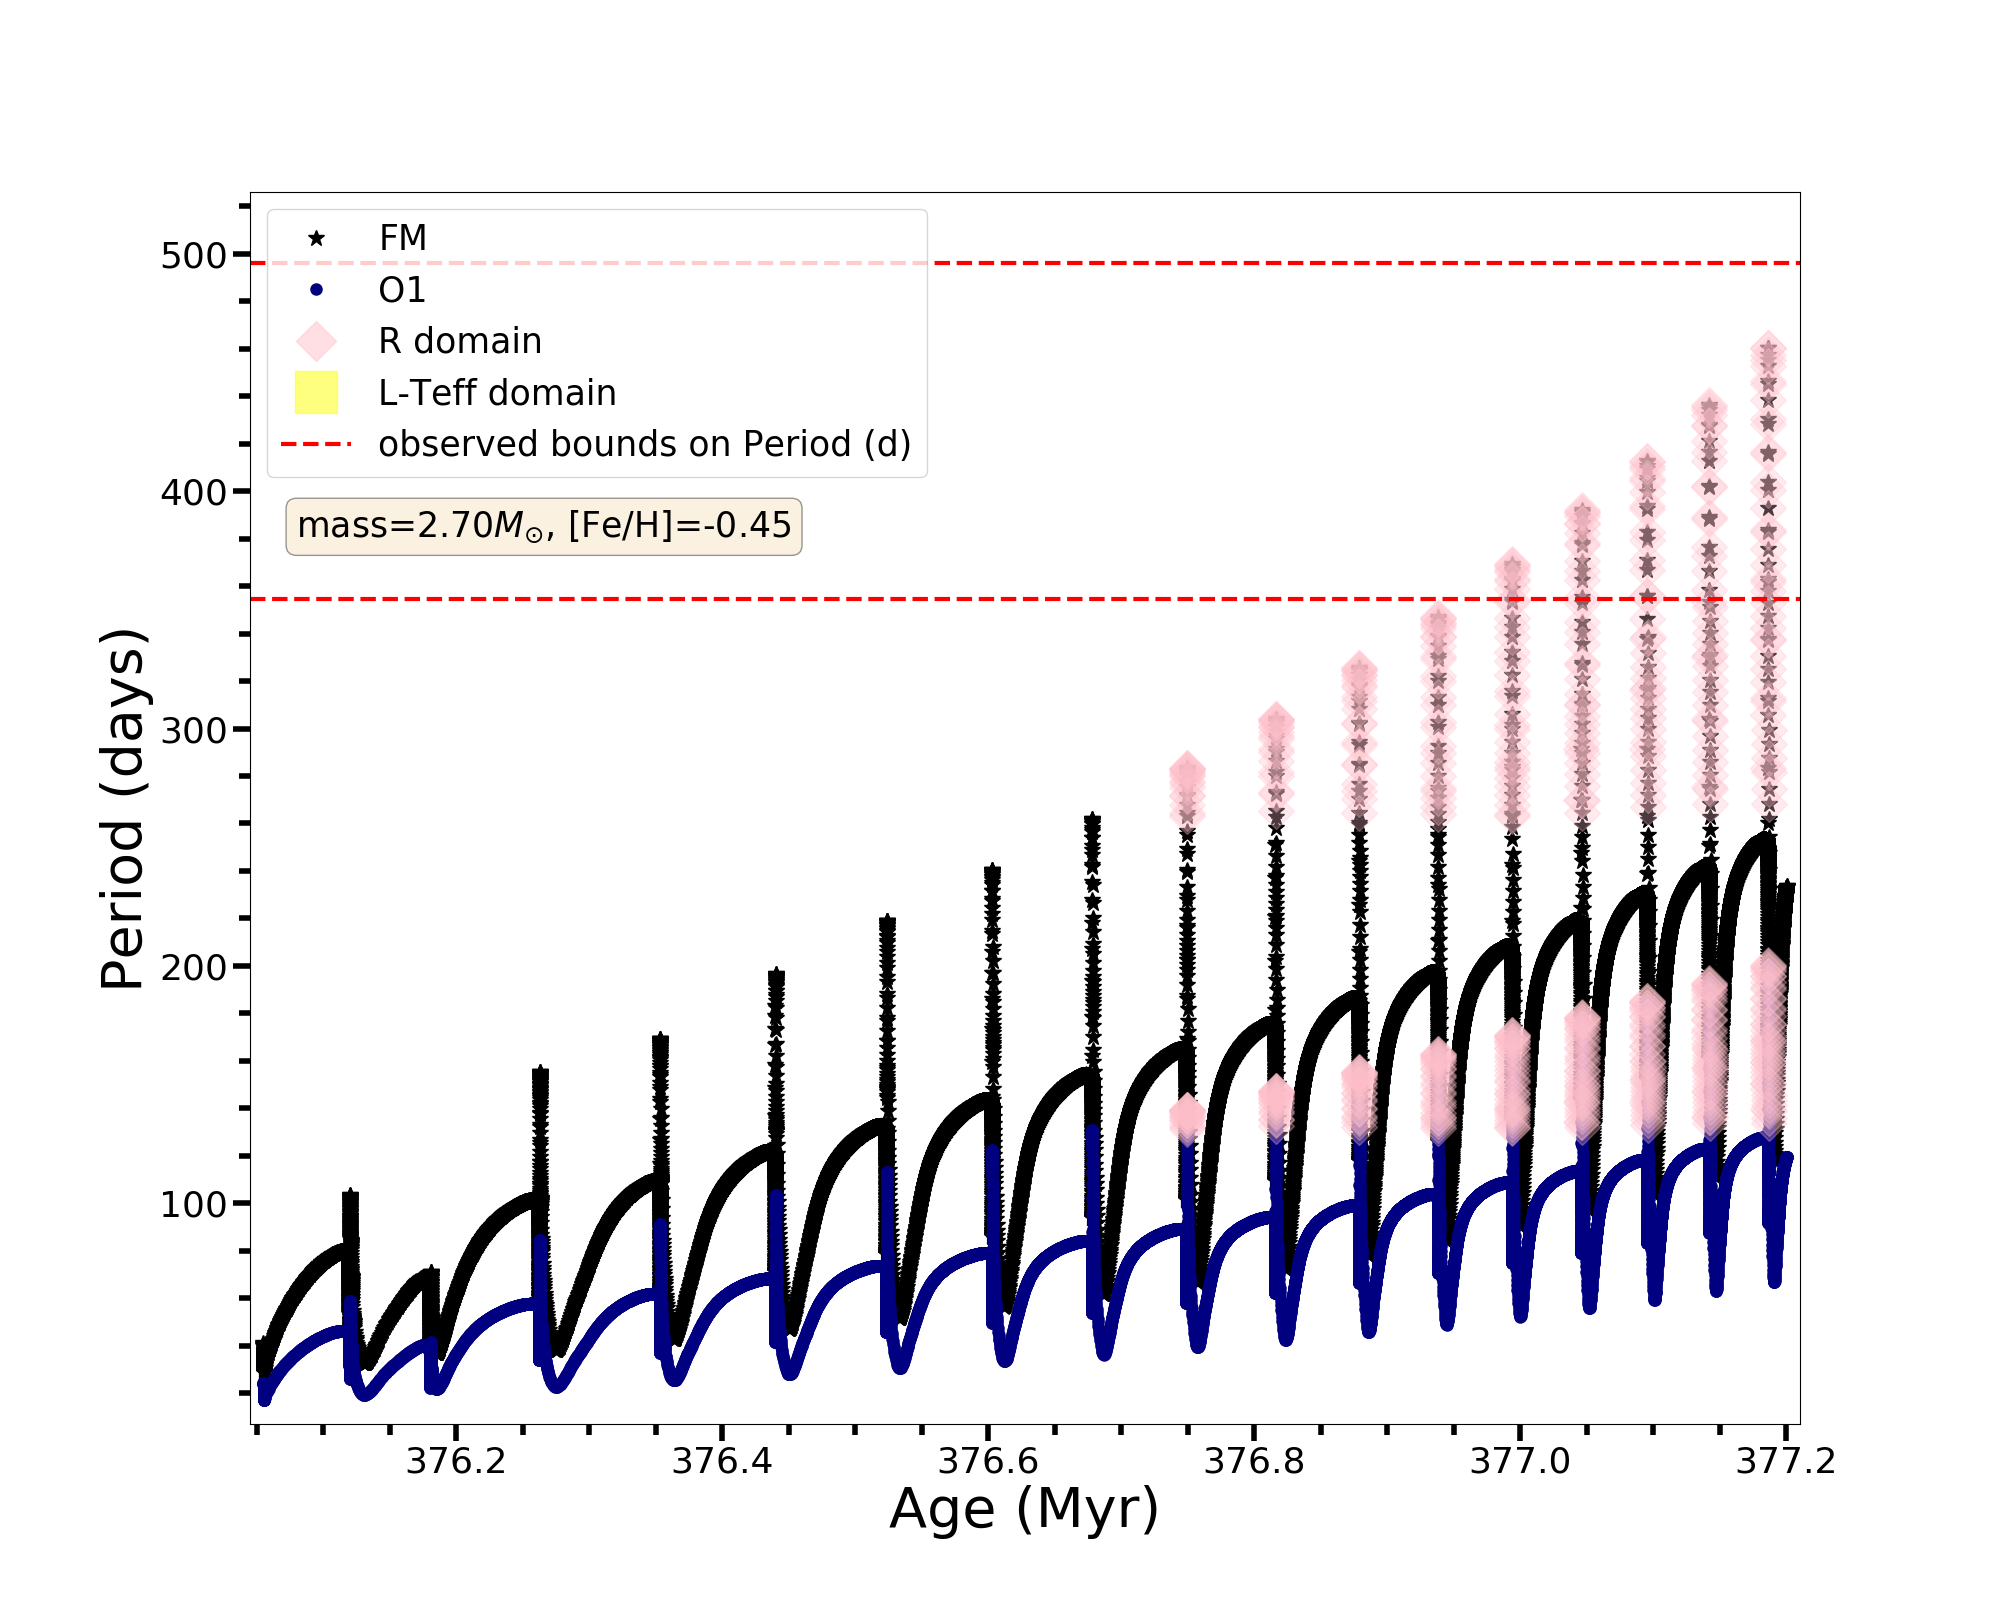 FM
O1
R domain
L-Teff domain
observed bounds on Period (d)
mass=2.70M☉, [Fe/H]=-0.45
500
400
300
200
100
Period (days)
376.2 376.4 376.6 376.8 377.0 377.2
Age (Myr)